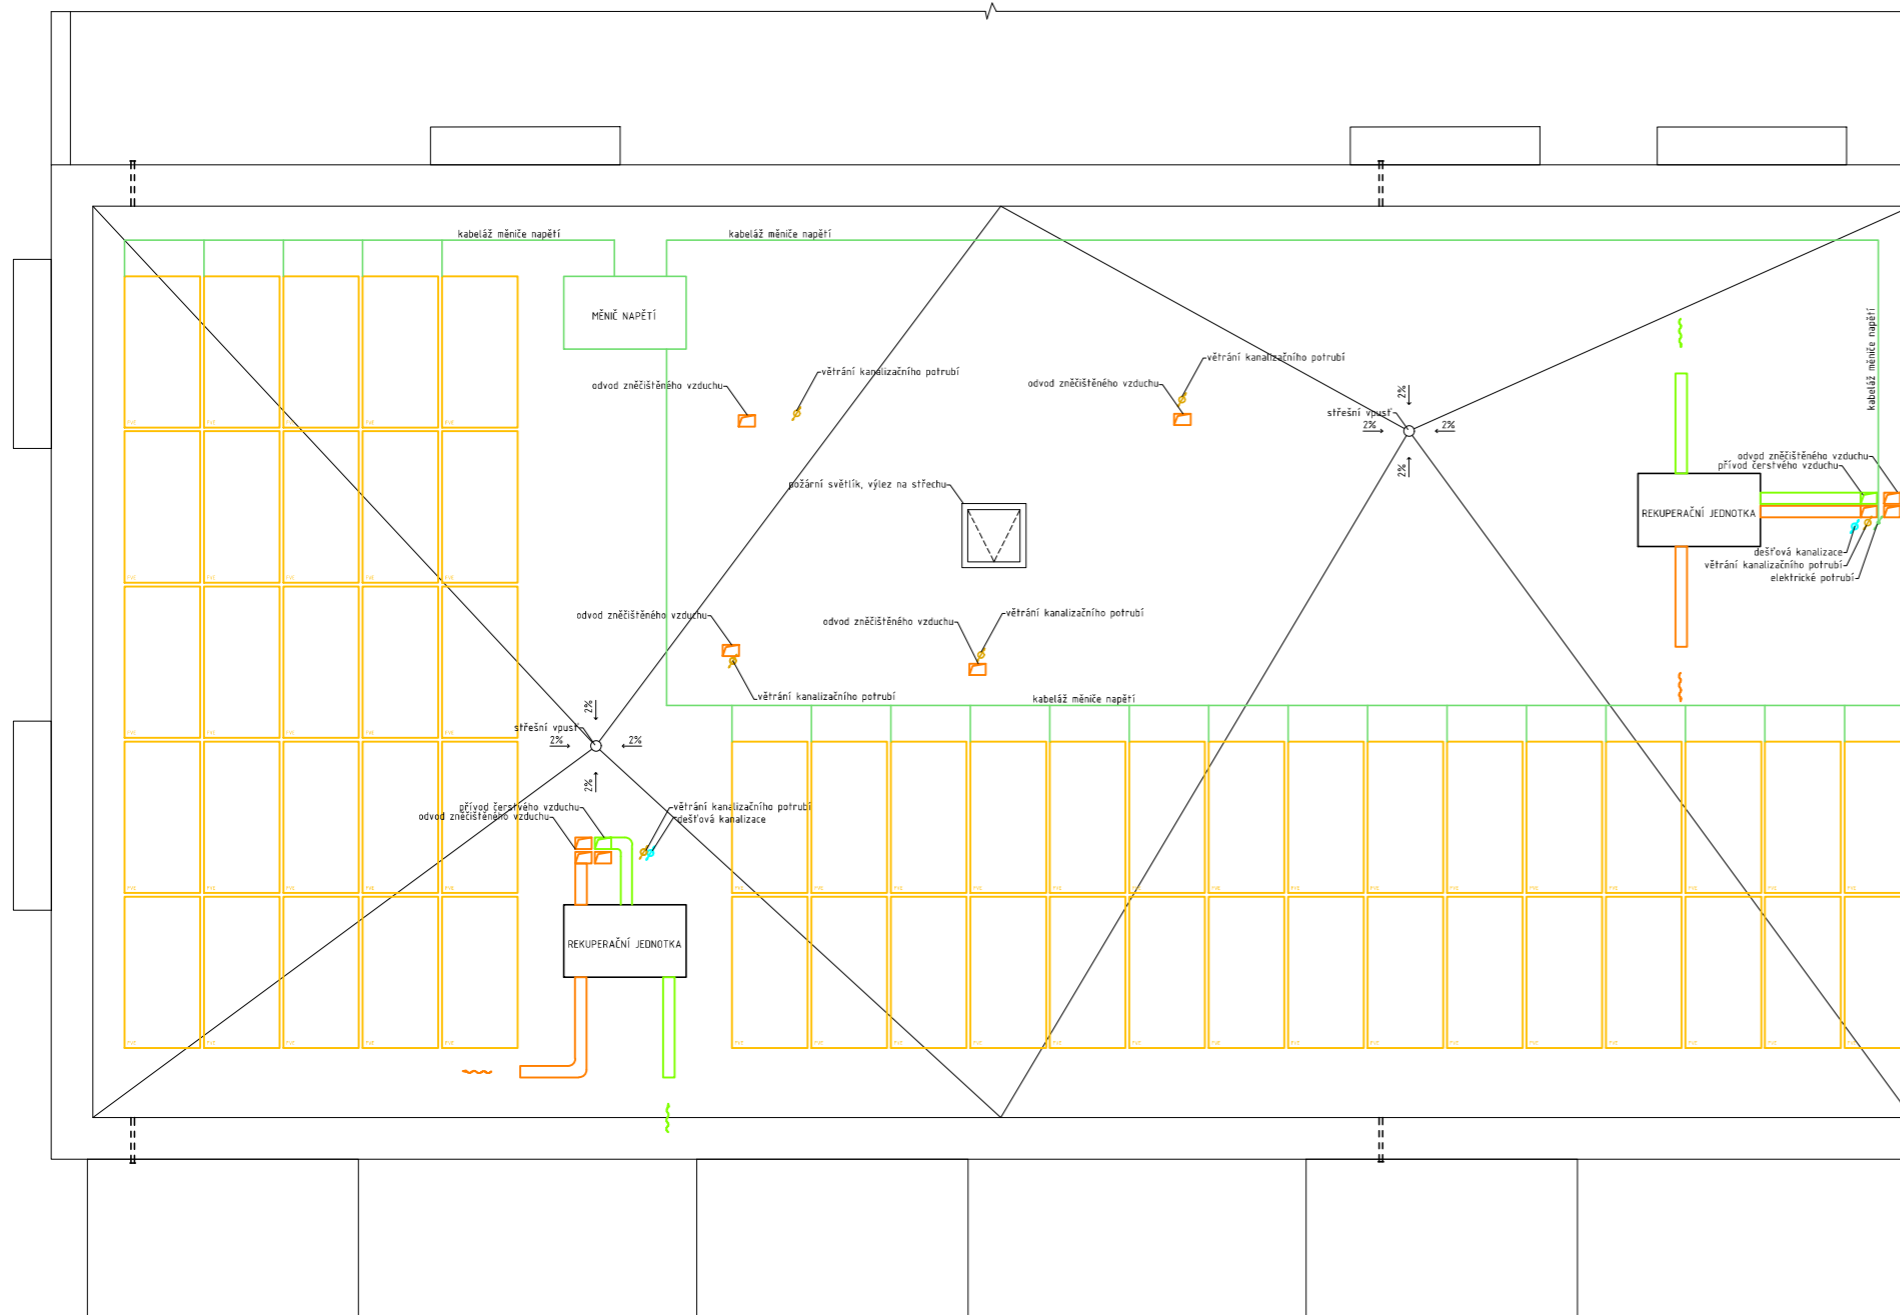 kabeláž měniče napětí
kabeláž měniče napětí
MĚNIČ NAPĚTÍ
kabeláž měniče napětí
větrání kanalizačního potrubí
odvod znečištěného vzduchu
větrání kanalizačního potrubí
odvod znečištěného vzduchu
2%
střešní vpusť
2%
2%
2%
odvod znečištěného vzduchu
přívod čerstvého vzduchu
požární světlík, výlez na střechu
REKUPERAČNÍ JEDNOTKA
dešťová kanalizace
větrání kanalizačního potrubí
elektrické potrubí
odvod znečištěného vzduchu
větrání kanalizačního potrubí
odvod znečištěného vzduchu
větrání kanalizačního potrubí
kabeláž měniče napětí
2%
střešní vpusť
2%
2%
2%
přívod čerstvého vzduchu
odvod znečištěného vzduchu
větrání kanalizačního potrubí
dešťová kanalizace
REKUPERAČNÍ JEDNOTKA